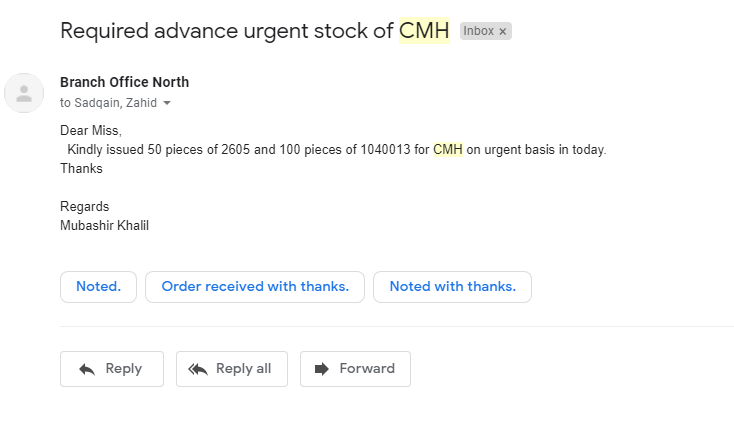 Required advance urgent stock of CMH Inbox x
Branch Office North
to Sadqain, Zahid
Dear Miss,
Kindly issued 50 pieces of 2605 and 100 pieces of 1040013 for CMH on urgent basis in today.
Thanks
Regards
Mubashir Khalil
Noted. Order received with thanks. Noted with thanks.
Reply Reply all Forward